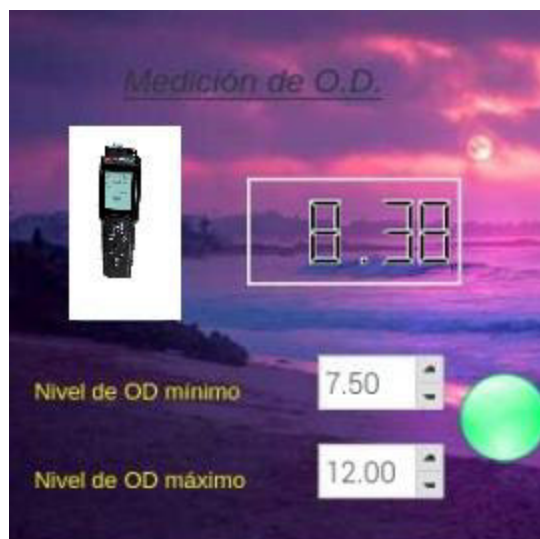 Medición de O.D.
8.38
Nivel de OD mínimo
7.50
Nivel de OD máximo
12.00